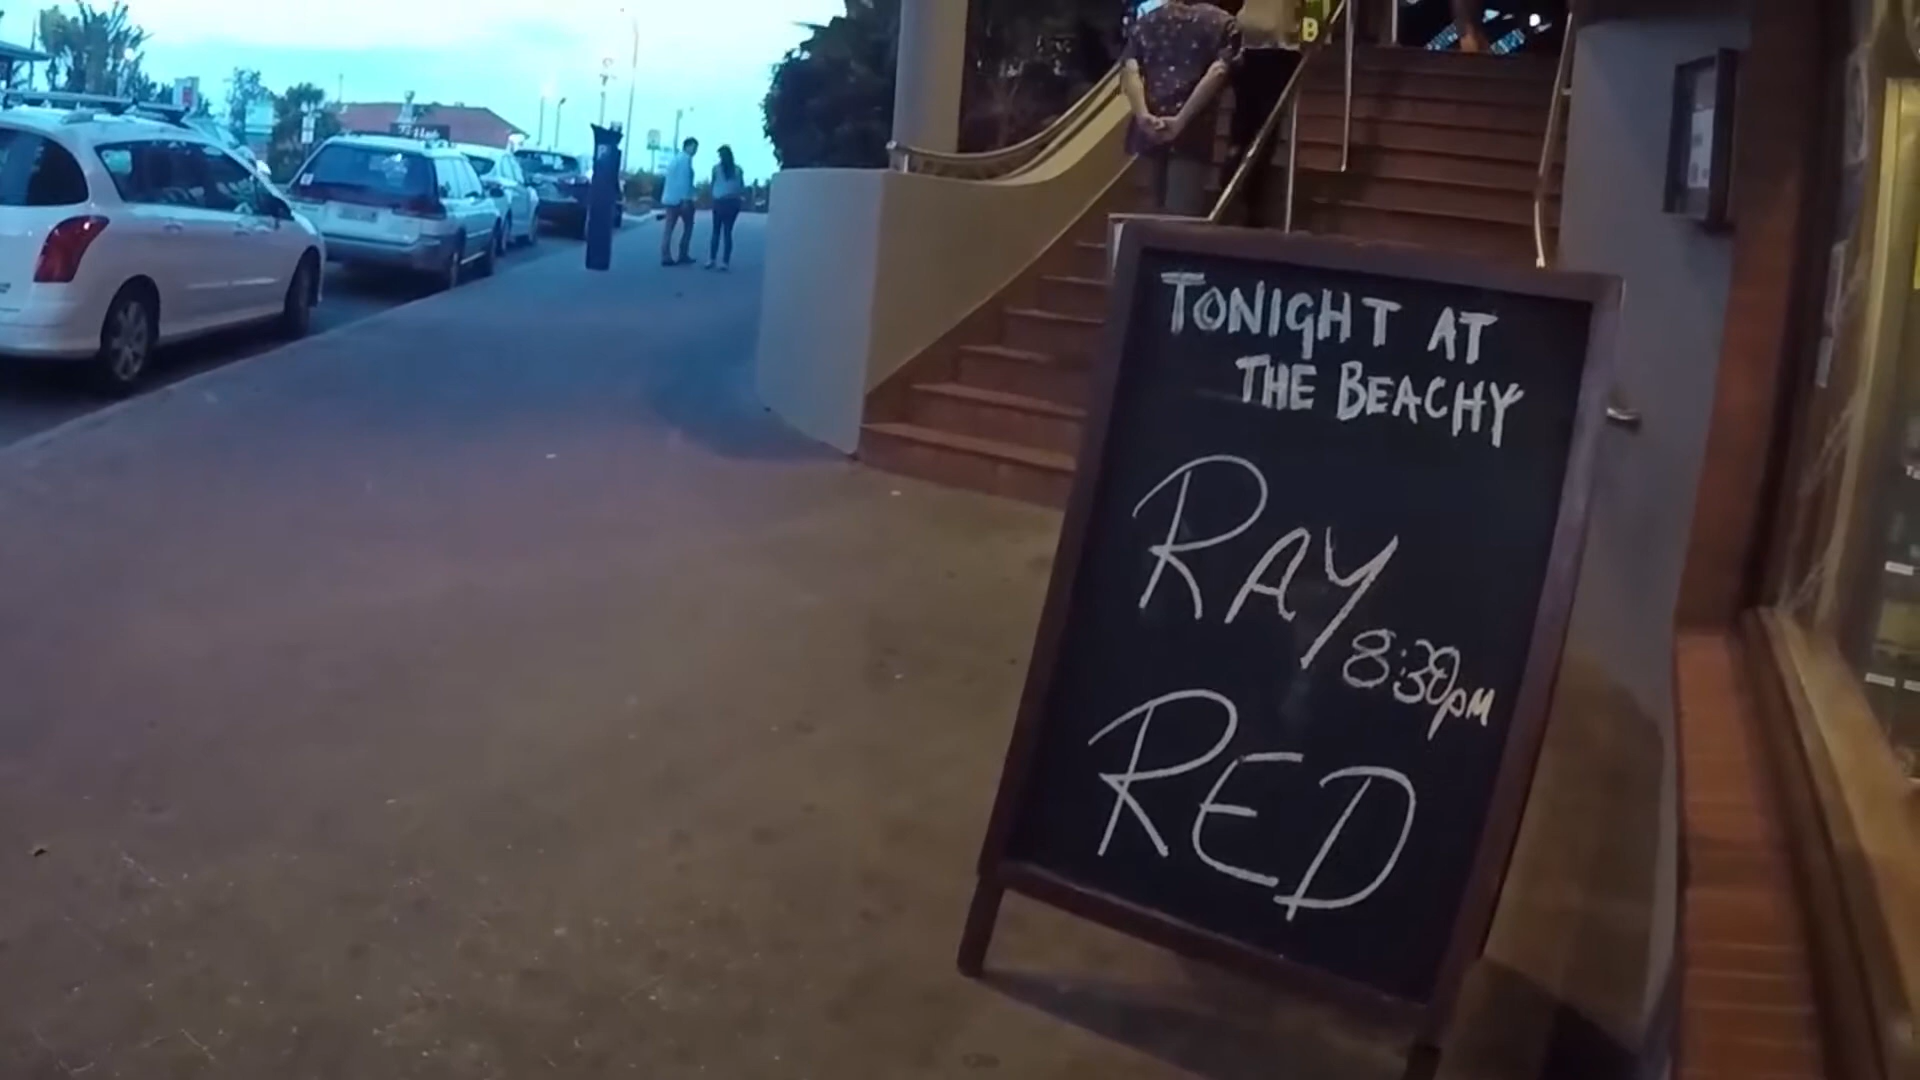 TONIGHT AT
THE BEACHY
RAY
8:30pm
RED
B